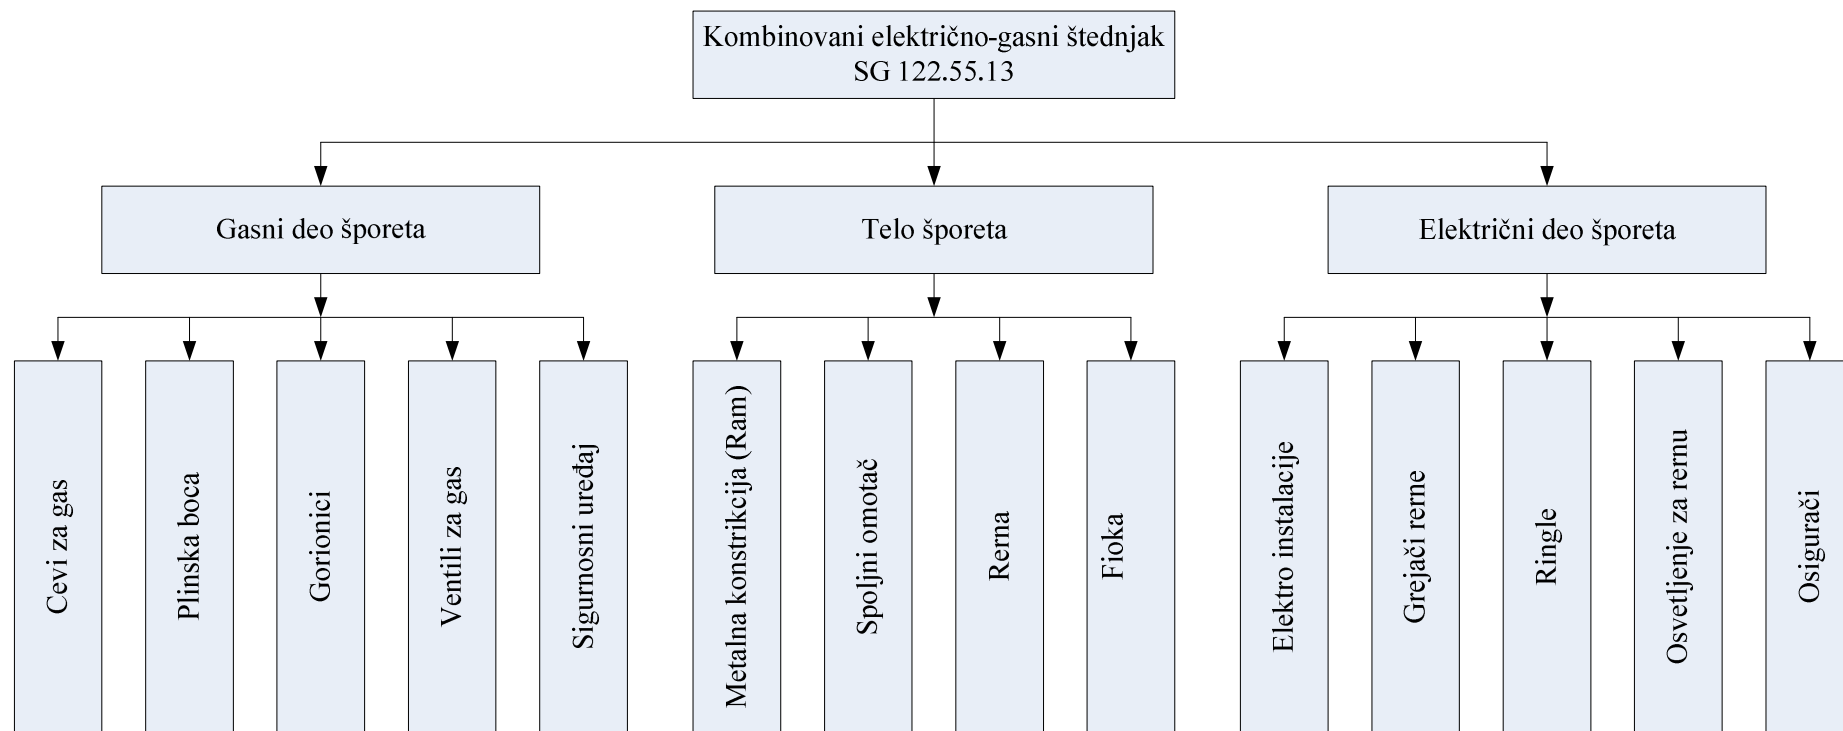 Kombinovani električno-gasni štednjak
SG 122.55.13
Gasni deo šporeta
Telo šporeta
Električni deo šporeta
Cevi za gas
Plinska boca
Gorionici
Ventili za gas
Sigurnosni uređaj
Metalna konstrikcija (Ram)
Spoljni omotač
Rerna
Fioka
Elektro instalacije
Grejači rerne
Ringle
Osvetljenje za rernu
Osigurači